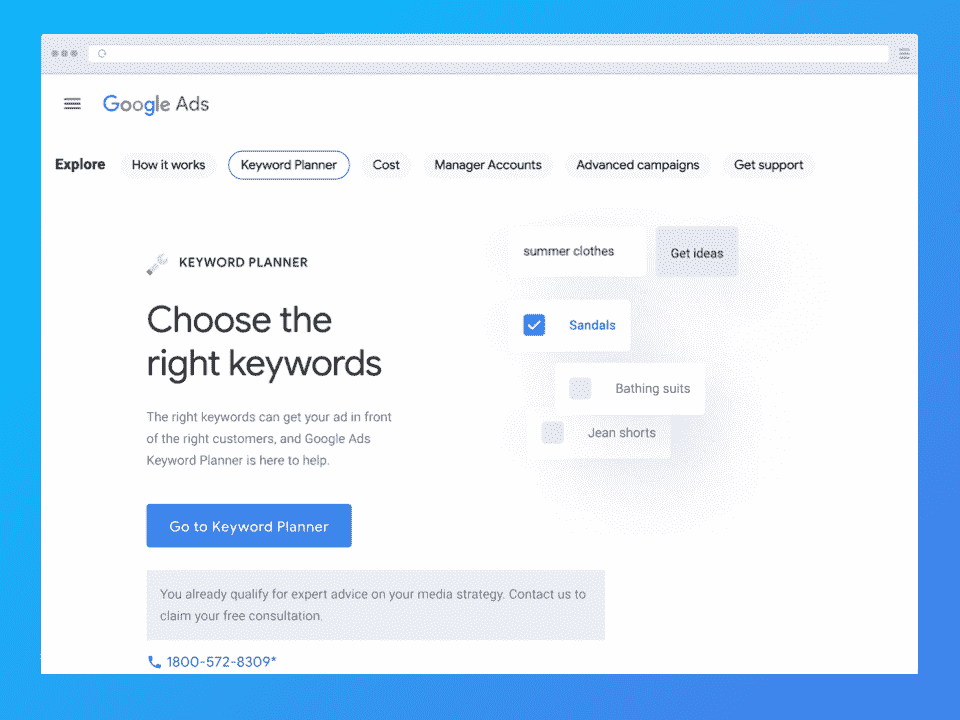 Google Ads
Explore How it works Keyword Planner Cost Manager Accounts Advanced campaigns Get support
KEYWORD PLANNER
Choose the
right keywords
The right keywords can get your ad in front
of the right customers, and Google Ads
Keyword Planner is here to help.
Go to Keyword Planner
summer clothes Get ideas
Sandals
Bathing suits
Jean shorts
You already qualify for expert advice on your media strategy. Contact us to
claim your free consultation.
1800-572-8309*